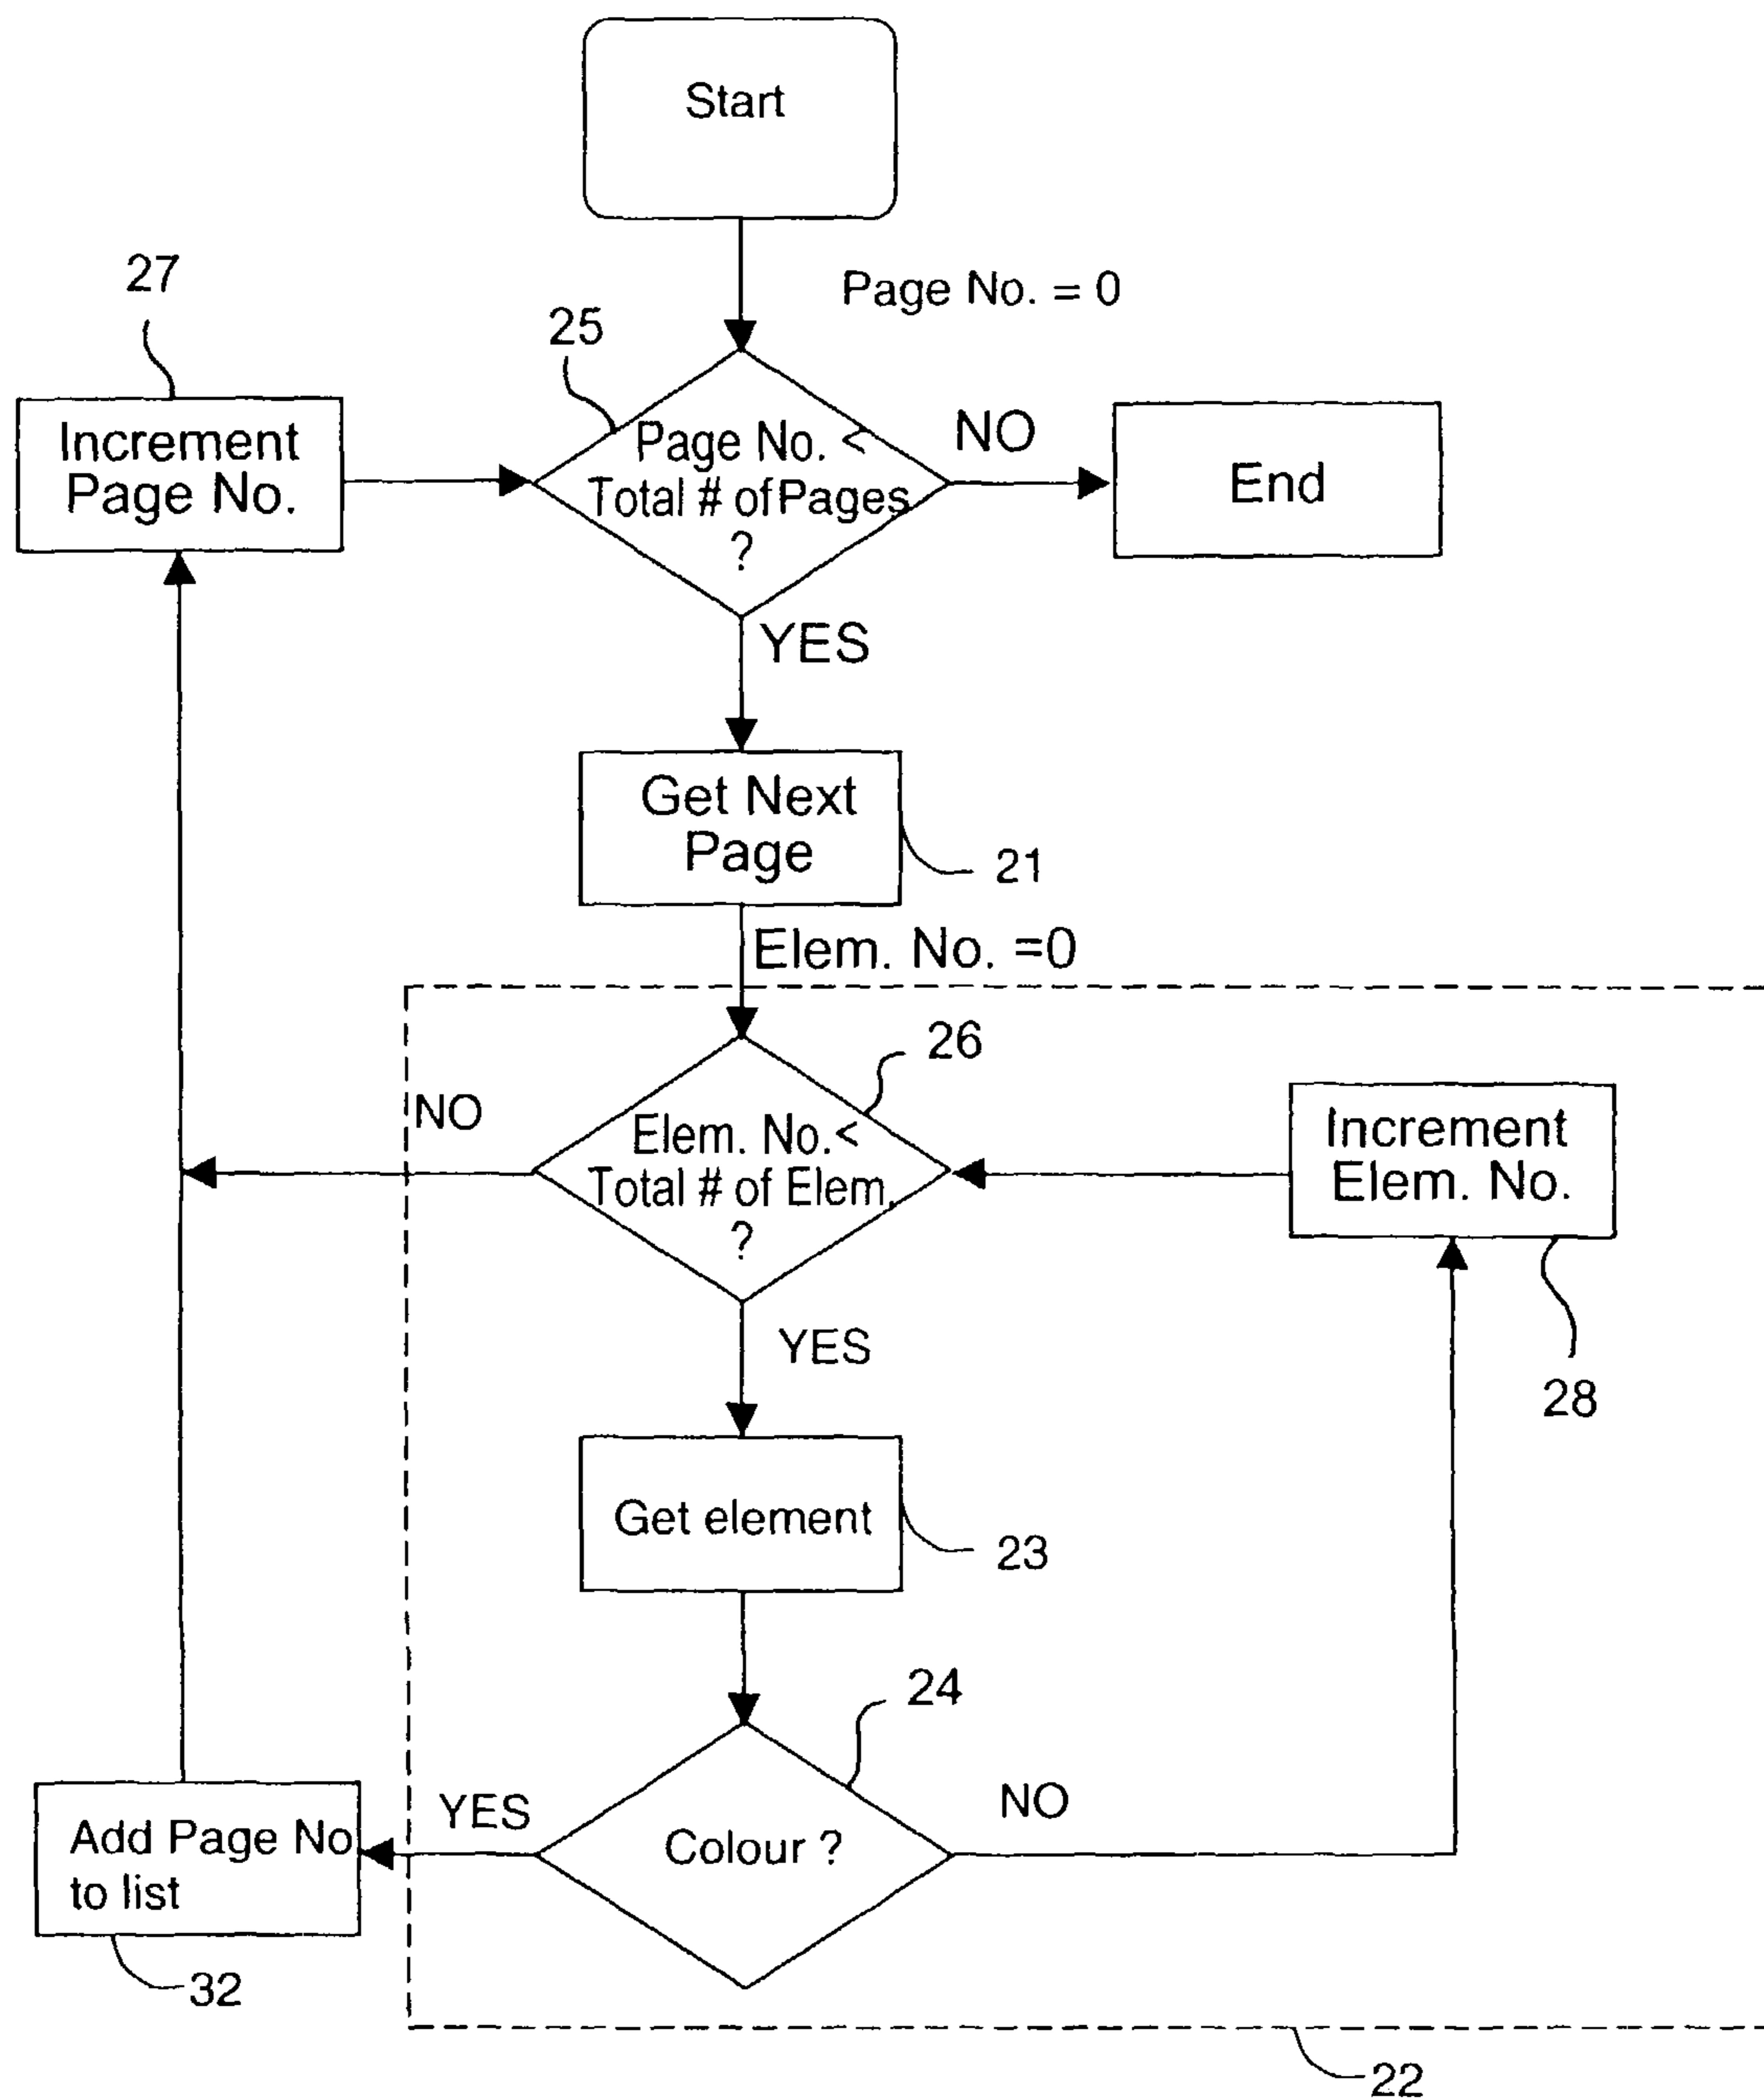 Start
Page No. = 0
27
25
Increment
Page No.
Page No. <
Total # of Pages
?
NO
End
YES
Get Next
Page
21
Elem. No. =0
26
NO
Elem. No. <
Total # of Elem.
?
Increment
Elem. No.
YES
28
Get element
23
24
YES
NO
Colour ?
Add Page No
to list
32
22